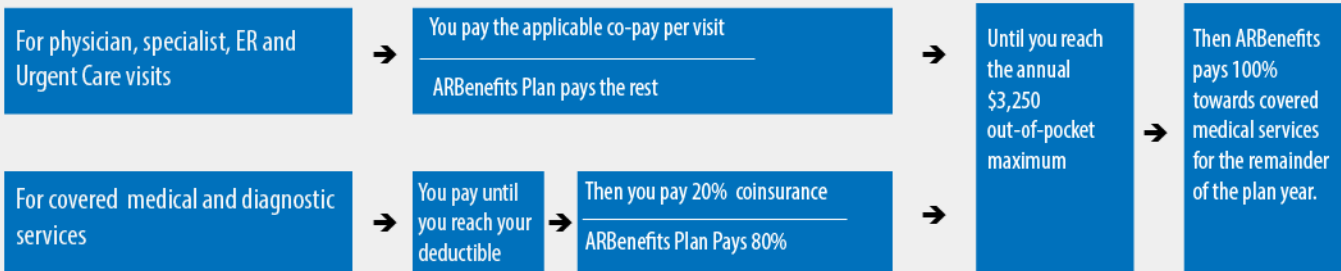 For physician, specialist, ER and
Urgent Care visits
You pay the applicable co-pay per visit
ARBenefits Plan pays the rest
For covered medical and diagnostic
services
You pay until
you reach your
deductible
Then you pay 20% coinsurance
ARBenefits Plan Pays 80%
Until you reach
the annual
$3,250
out-of-pocket
maximum
Then ARBenefits
pays 100%
towards covered
medical services
for the remainder
of the plan year.